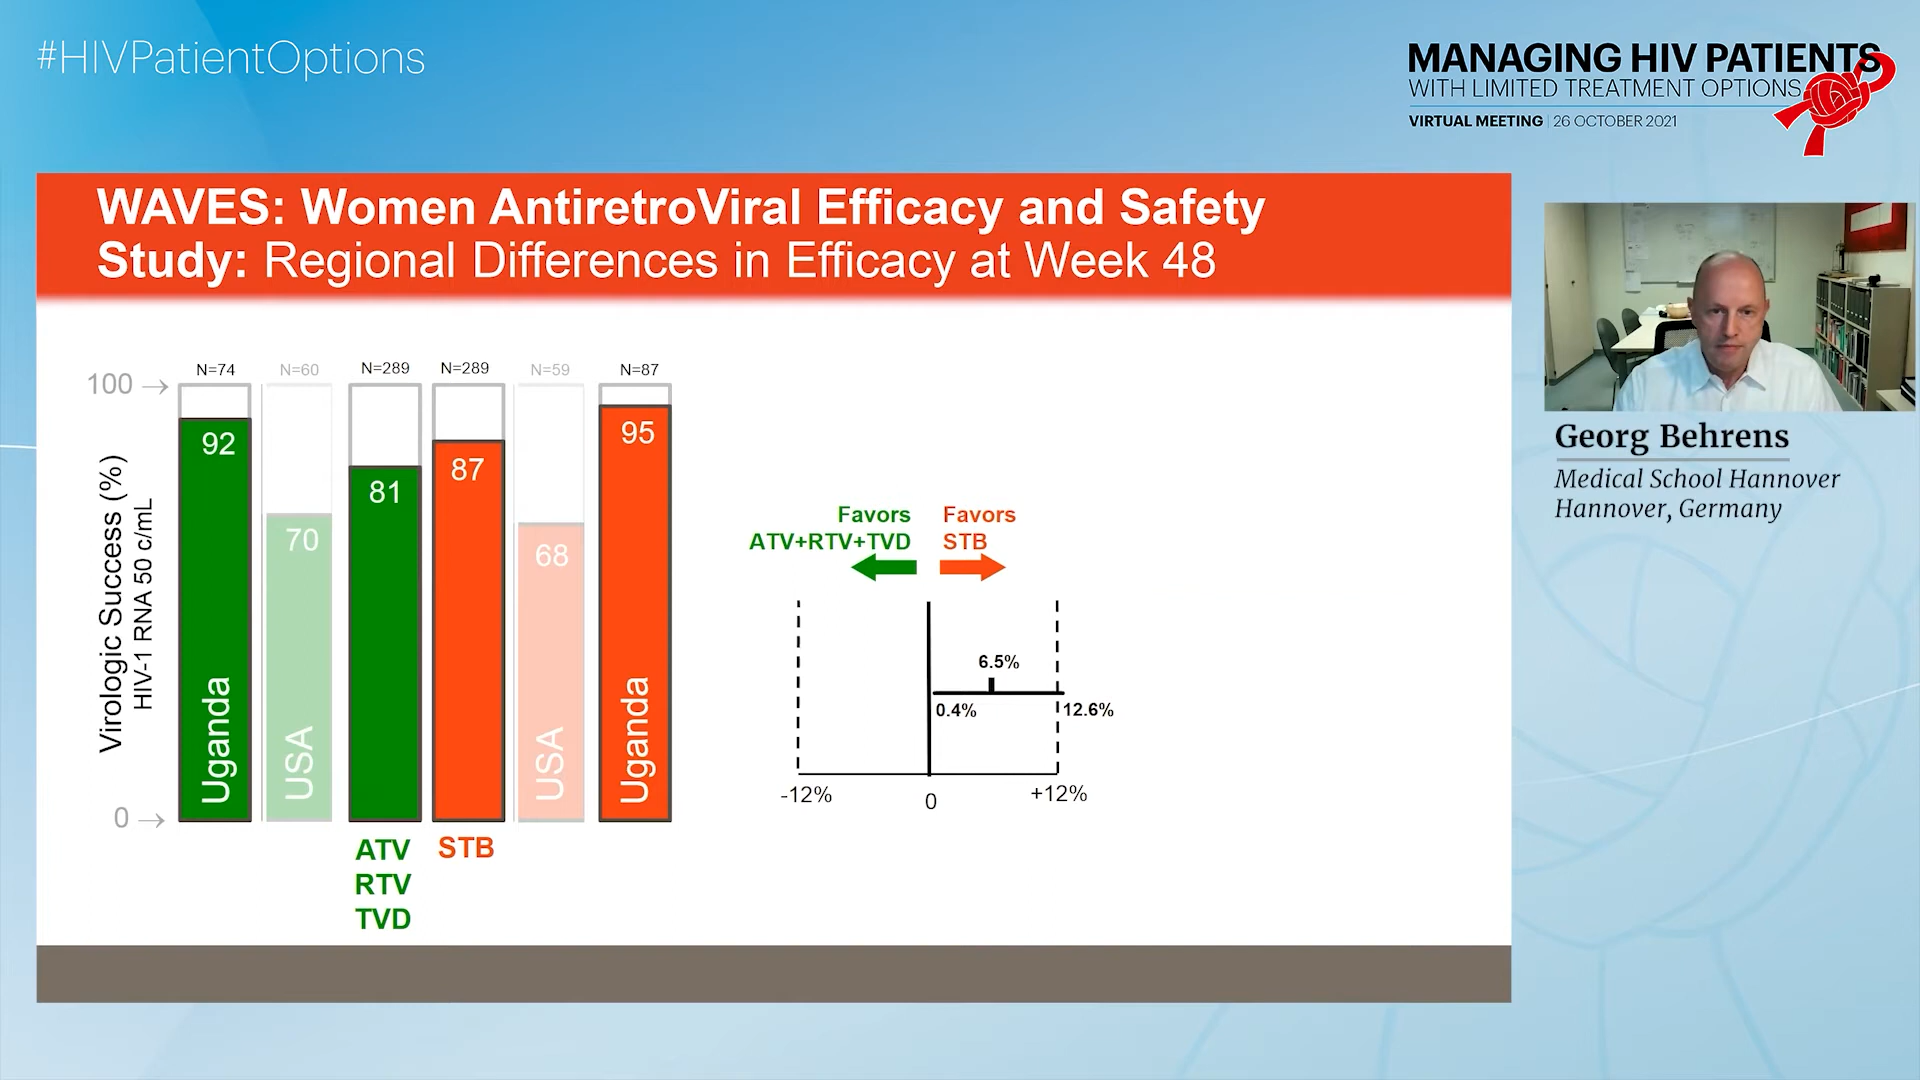 #HIVPatientOptions
MANAGING HIV PATIENTS
WITH LIMITED TREATMENT OPTIONS
VIRTUAL MEETING | 26 OCTOBER 2021
WAVES: Women AntiretroViral Efficacy and Safety
Study: Regional Differences in Efficacy at Week 48
Georg Behrens
Medical School Hannover
Hannover, Germany
Virologic Success (%)
HIV-1 RNA 50 c/mL
100
0
N=74
N=60
N=289
N=289
N=59
N=87
92
70
81
87
68
95
Uganda
USA
USA
Uganda
ATV
RTV
TVD
STB
Favors
ATV+RTV+TVD
Favors
STB
6.5%
0.4%
12.6%
-12%
0
+12%